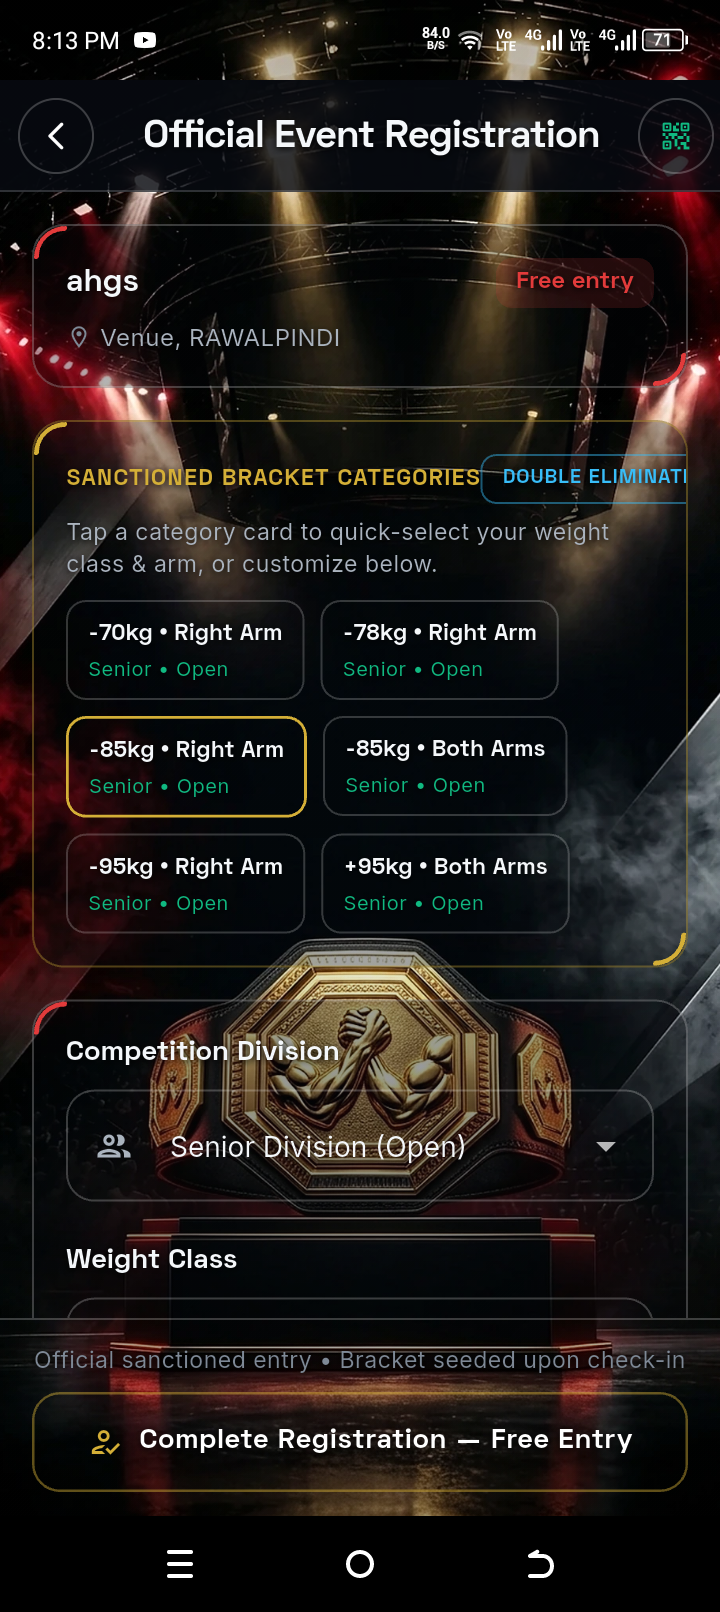 8:13 PM 84.0 B/S Vo LTE 4G Vo LTE 4G 71
Official Event Registration
ahgs
Free entry
Venue, RAWALPINDI
SANCTIONED BRACKET CATEGORIES DOUBLE ELIMINATI
Tap a category card to quick-select your weight
class & arm, or customize below.
-70kg • Right Arm
Senior • Open
-78kg • Right Arm
Senior • Open
-85kg • Right Arm
Senior • Open
-85kg • Both Arms
Senior • Open
-95kg • Right Arm
Senior • Open
+95kg • Both Arms
Senior • Open
Competition Division
Senior Division (Open)
Weight Class
Official sanctioned entry • Bracket seeded upon check-in
Complete Registration — Free Entry